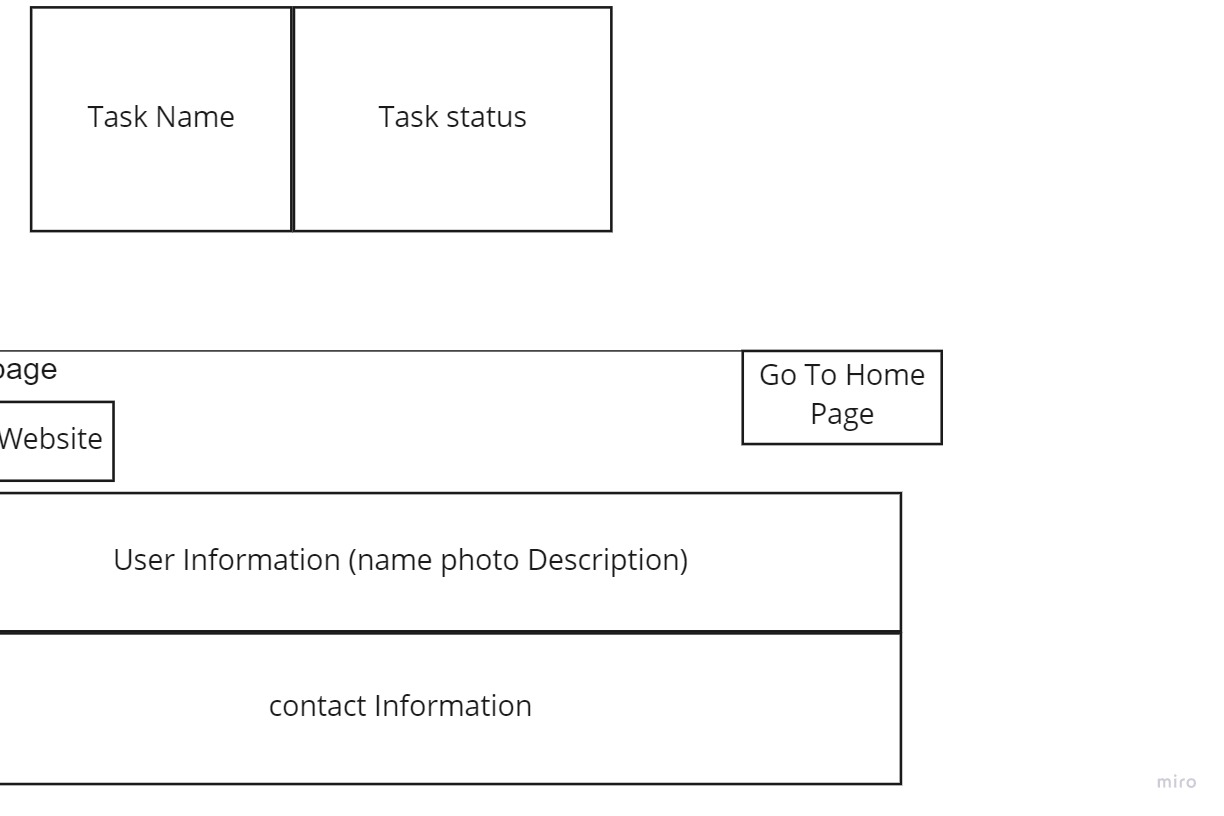 Task Name
Task status
page
Go To Home
Page
Website
User Information (name photo Description)
contact Information
miro